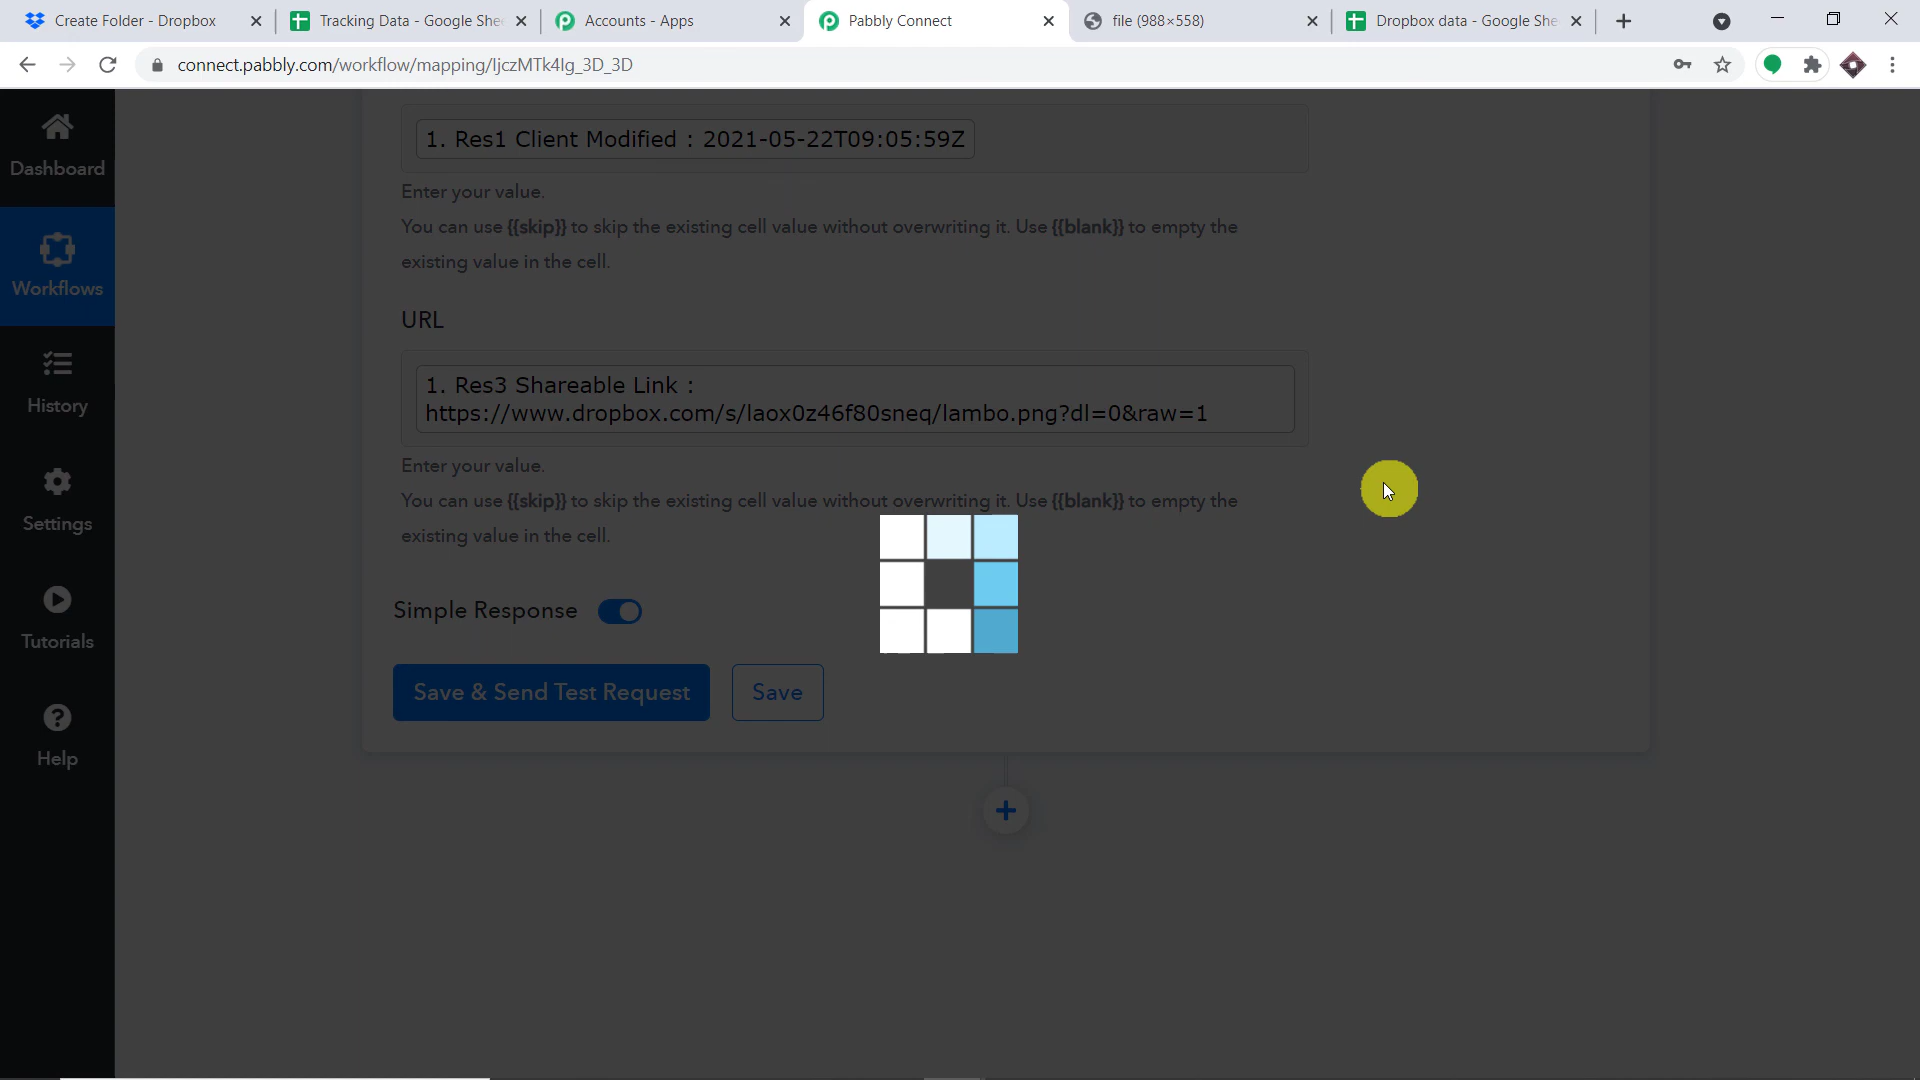 Create Folder - Dropbox
Tracking Data - Google She
Accounts - Apps
Pabbly Connect
file (988×558)
Dropbox data - Google She
connect.pabbly.com/workflow/mapping/IjczMTk4Ig_3D_3D
Dashboard
Workflows
History
Settings
Tutorials
Help
1. Res1 Client Modified : 2021-05-22T09:05:59Z
Enter your value.
You can use {{skip}} to skip the existing cell value without overwriting it. Use {{blank}} to empty the
existing value in the cell.
URL
1. Res3 Shareable Link :
https://www.dropbox.com/s/laox0z46f80sneq/lambo.png?dl=0&raw=1
Enter your value.
You can use {{skip}} to skip the existing cell value without overwriting it. Use {{blank}} to empty the
existing value in the cell.
Simple Response
Save & Send Test Request
Save